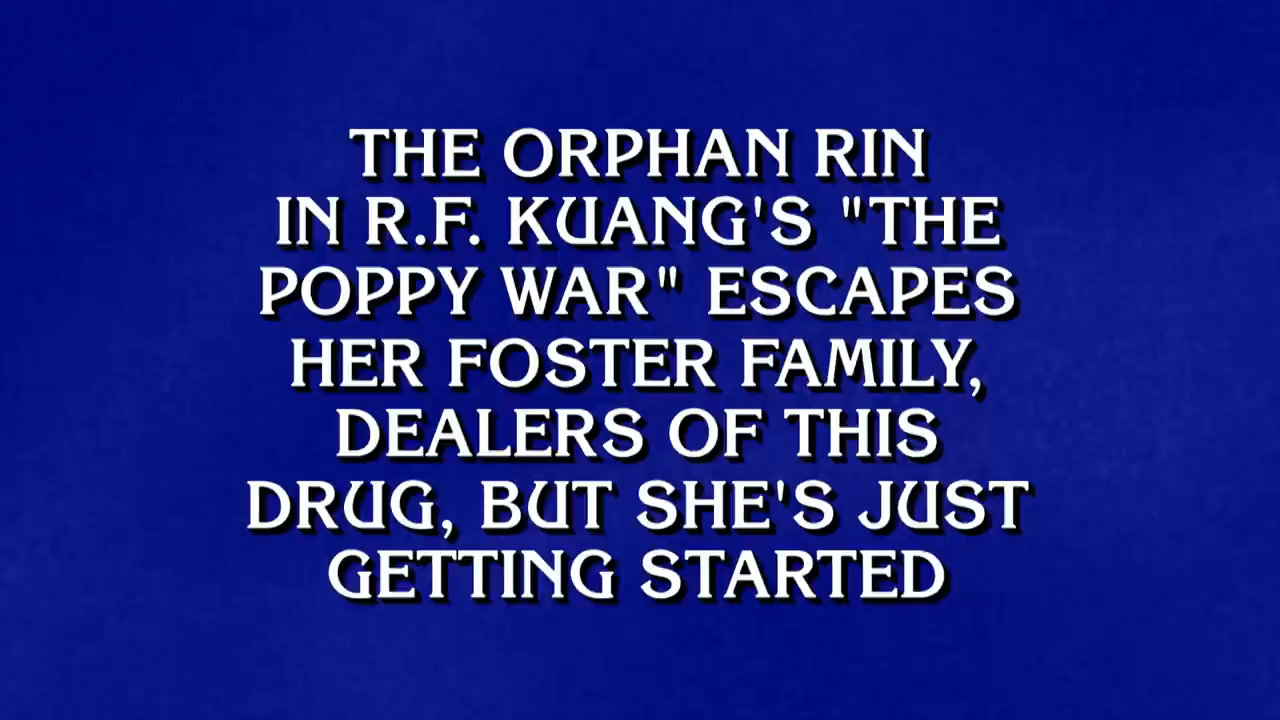 THE ORPHAN RIN
IN R.F. KUANG'S "THE
POPPY WAR" ESCAPES
HER FOSTER FAMILY,
DEALERS OF THIS
DRUG, BUT SHE'S JUST
GETTING STARTED